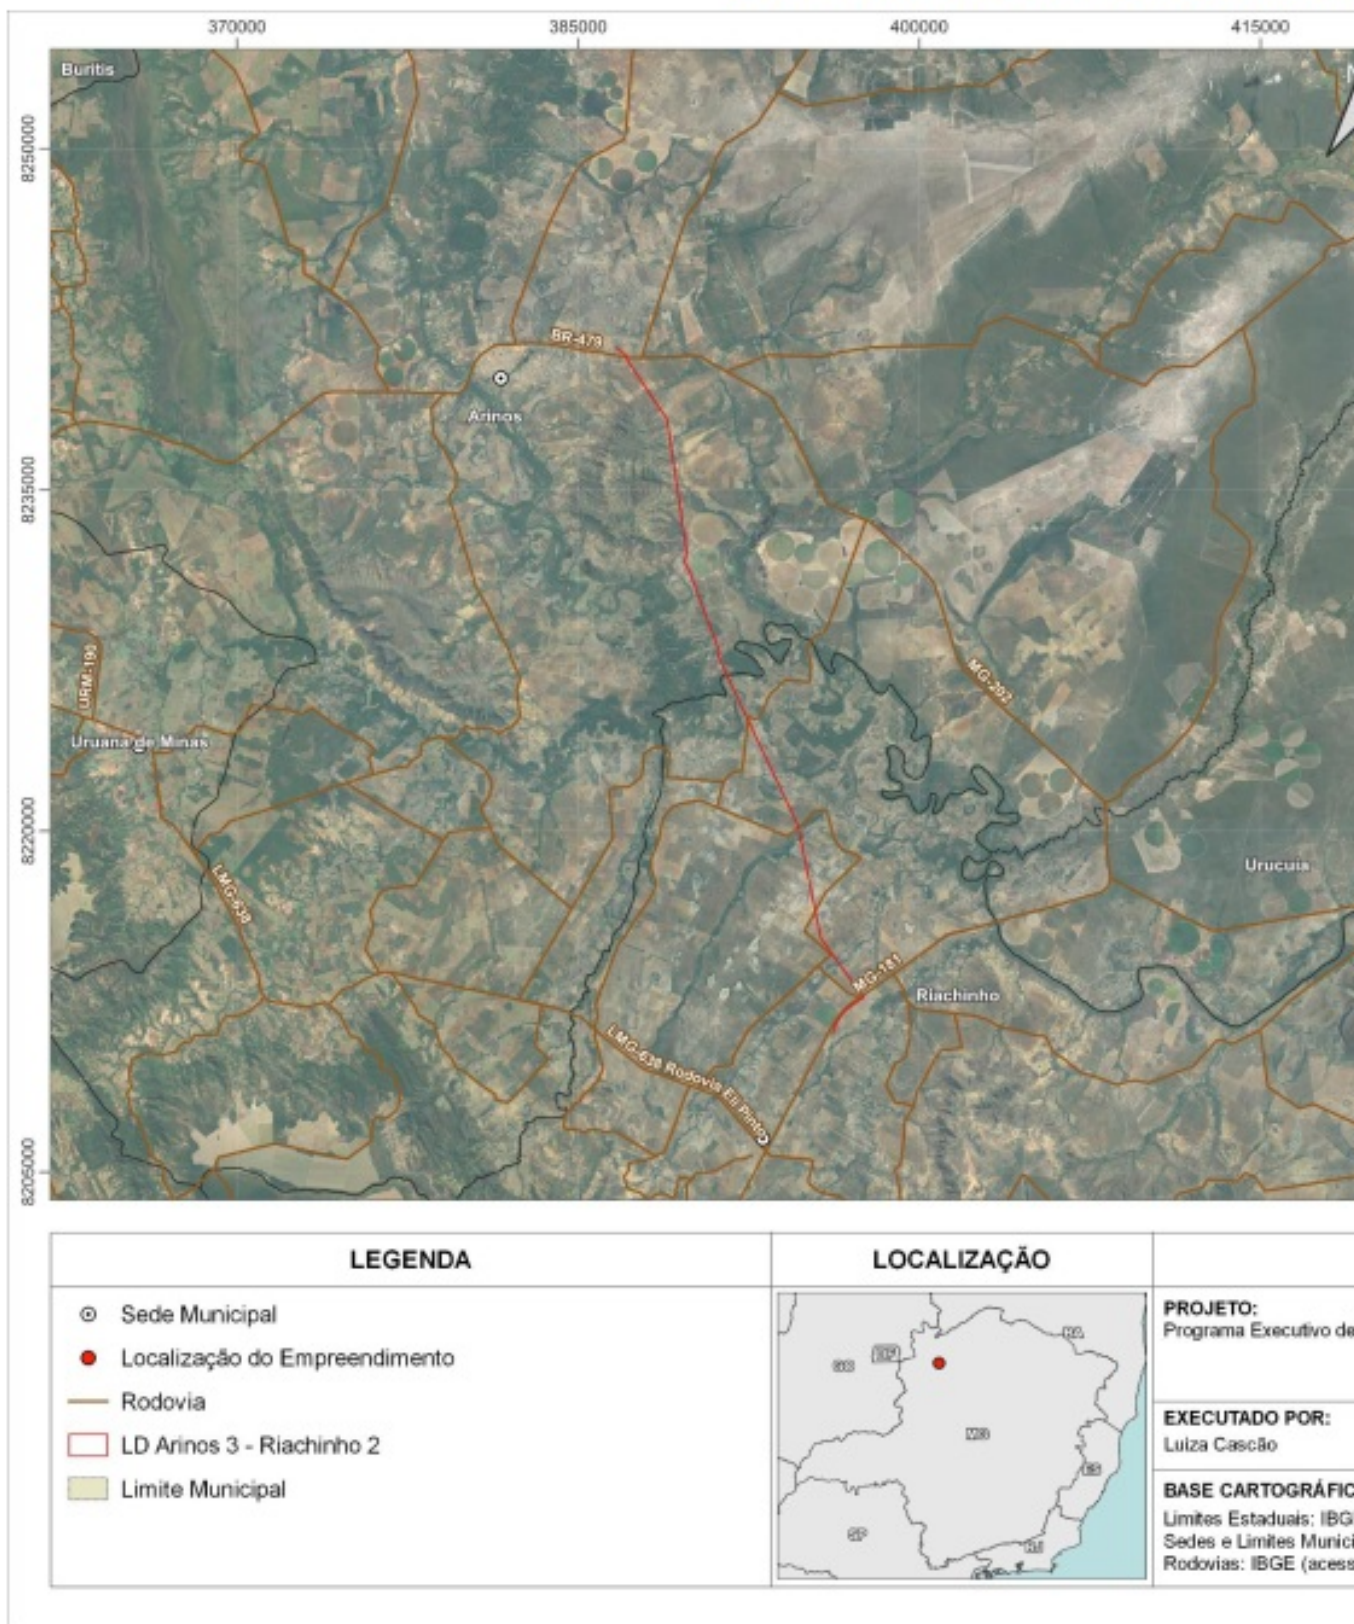 370000
385000
400000
415000
Buritis
N
8250000
BR-479
Arinos
8235000
URM-190
MG-202
Uruana de Minas
8220000
Urucuia
LMG-638
MG-181
Riachinho
LMG-638 Rodovia Eli Pinto
8205000
LEGENDA
Sede Municipal
Localização do Empreendimento
Rodovia
LD Arinos 3 - Riachinho 2
Limite Municipal
LOCALIZAÇÃO
BA
DF
GO
MG
ES
SP
RJ
PROJETO:
Programa Executivo de
EXECUTADO POR:
Luiza Cascão
BASE CARTOGRÁFIC
Limites Estaduais: IBG
Sedes e Limites Munici
Rodovias: IBGE (acess